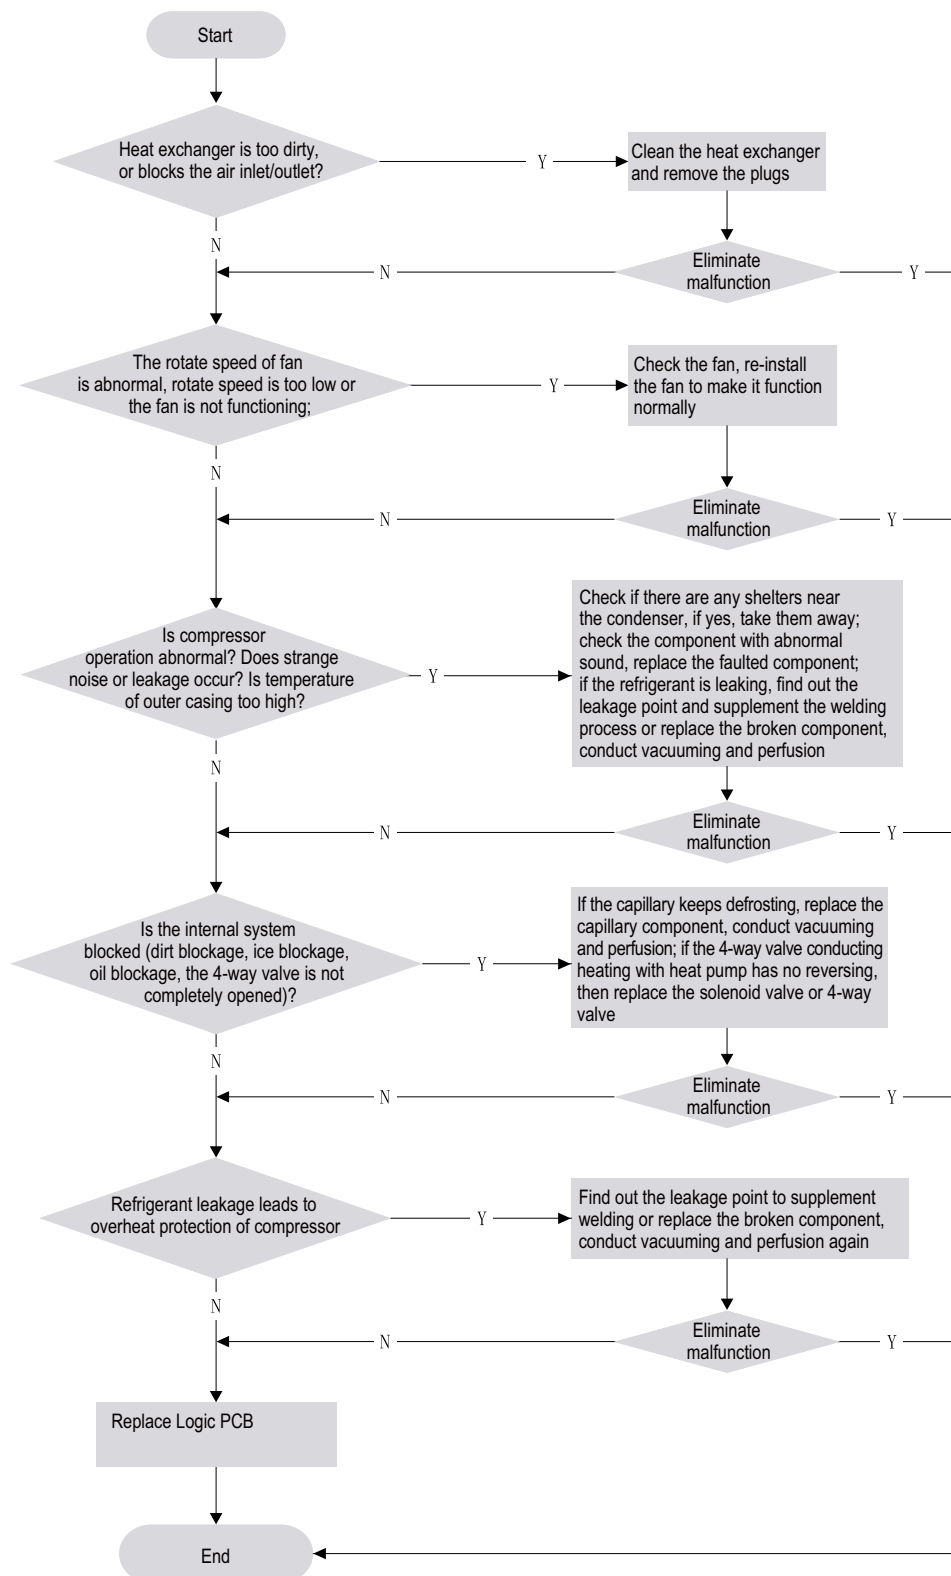 Start
Heat exchanger is too dirty,
or blocks the air inlet/outlet?
Y
Clean the heat exchanger
and remove the plugs
N
Eliminate
malfunction
N
Y
The rotate speed of fan
is abnormal, rotate speed is too low or
the fan is not functioning;
Y
Check the fan, re-install
the fan to make it function
normally
N
Eliminate
malfunction
N
Y
Is compressor
operation abnormal? Does strange
noise or leakage occur? Is temperature
of outer casing too high?
Y
Check if there are any shelters near
the condenser, if yes, take them away;
check the component with abnormal
sound, replace the faulted component;
if the refrigerant is leaking, find out the
leakage point and supplement the welding
process or replace the broken component,
conduct vacuuming and perfusion
N
Eliminate
malfunction
N
Y
Is the internal system
blocked (dirt blockage, ice blockage,
oil blockage, the 4-way valve is not
completely opened)?
Y
If the capillary keeps defrosting, replace the
capillary component, conduct vacuuming
and perfusion; if the 4-way valve conducting
heating with heat pump has no reversing,
then replace the solenoid valve or 4-way
valve
N
Eliminate
malfunction
N
Y
Refrigerant leakage leads to
overheat protection of compressor
Y
Find out the leakage point to supplement
welding or replace the broken component,
conduct vacuuming and perfusion again
N
Eliminate
malfunction
N
Y
Replace Logic PCB
End